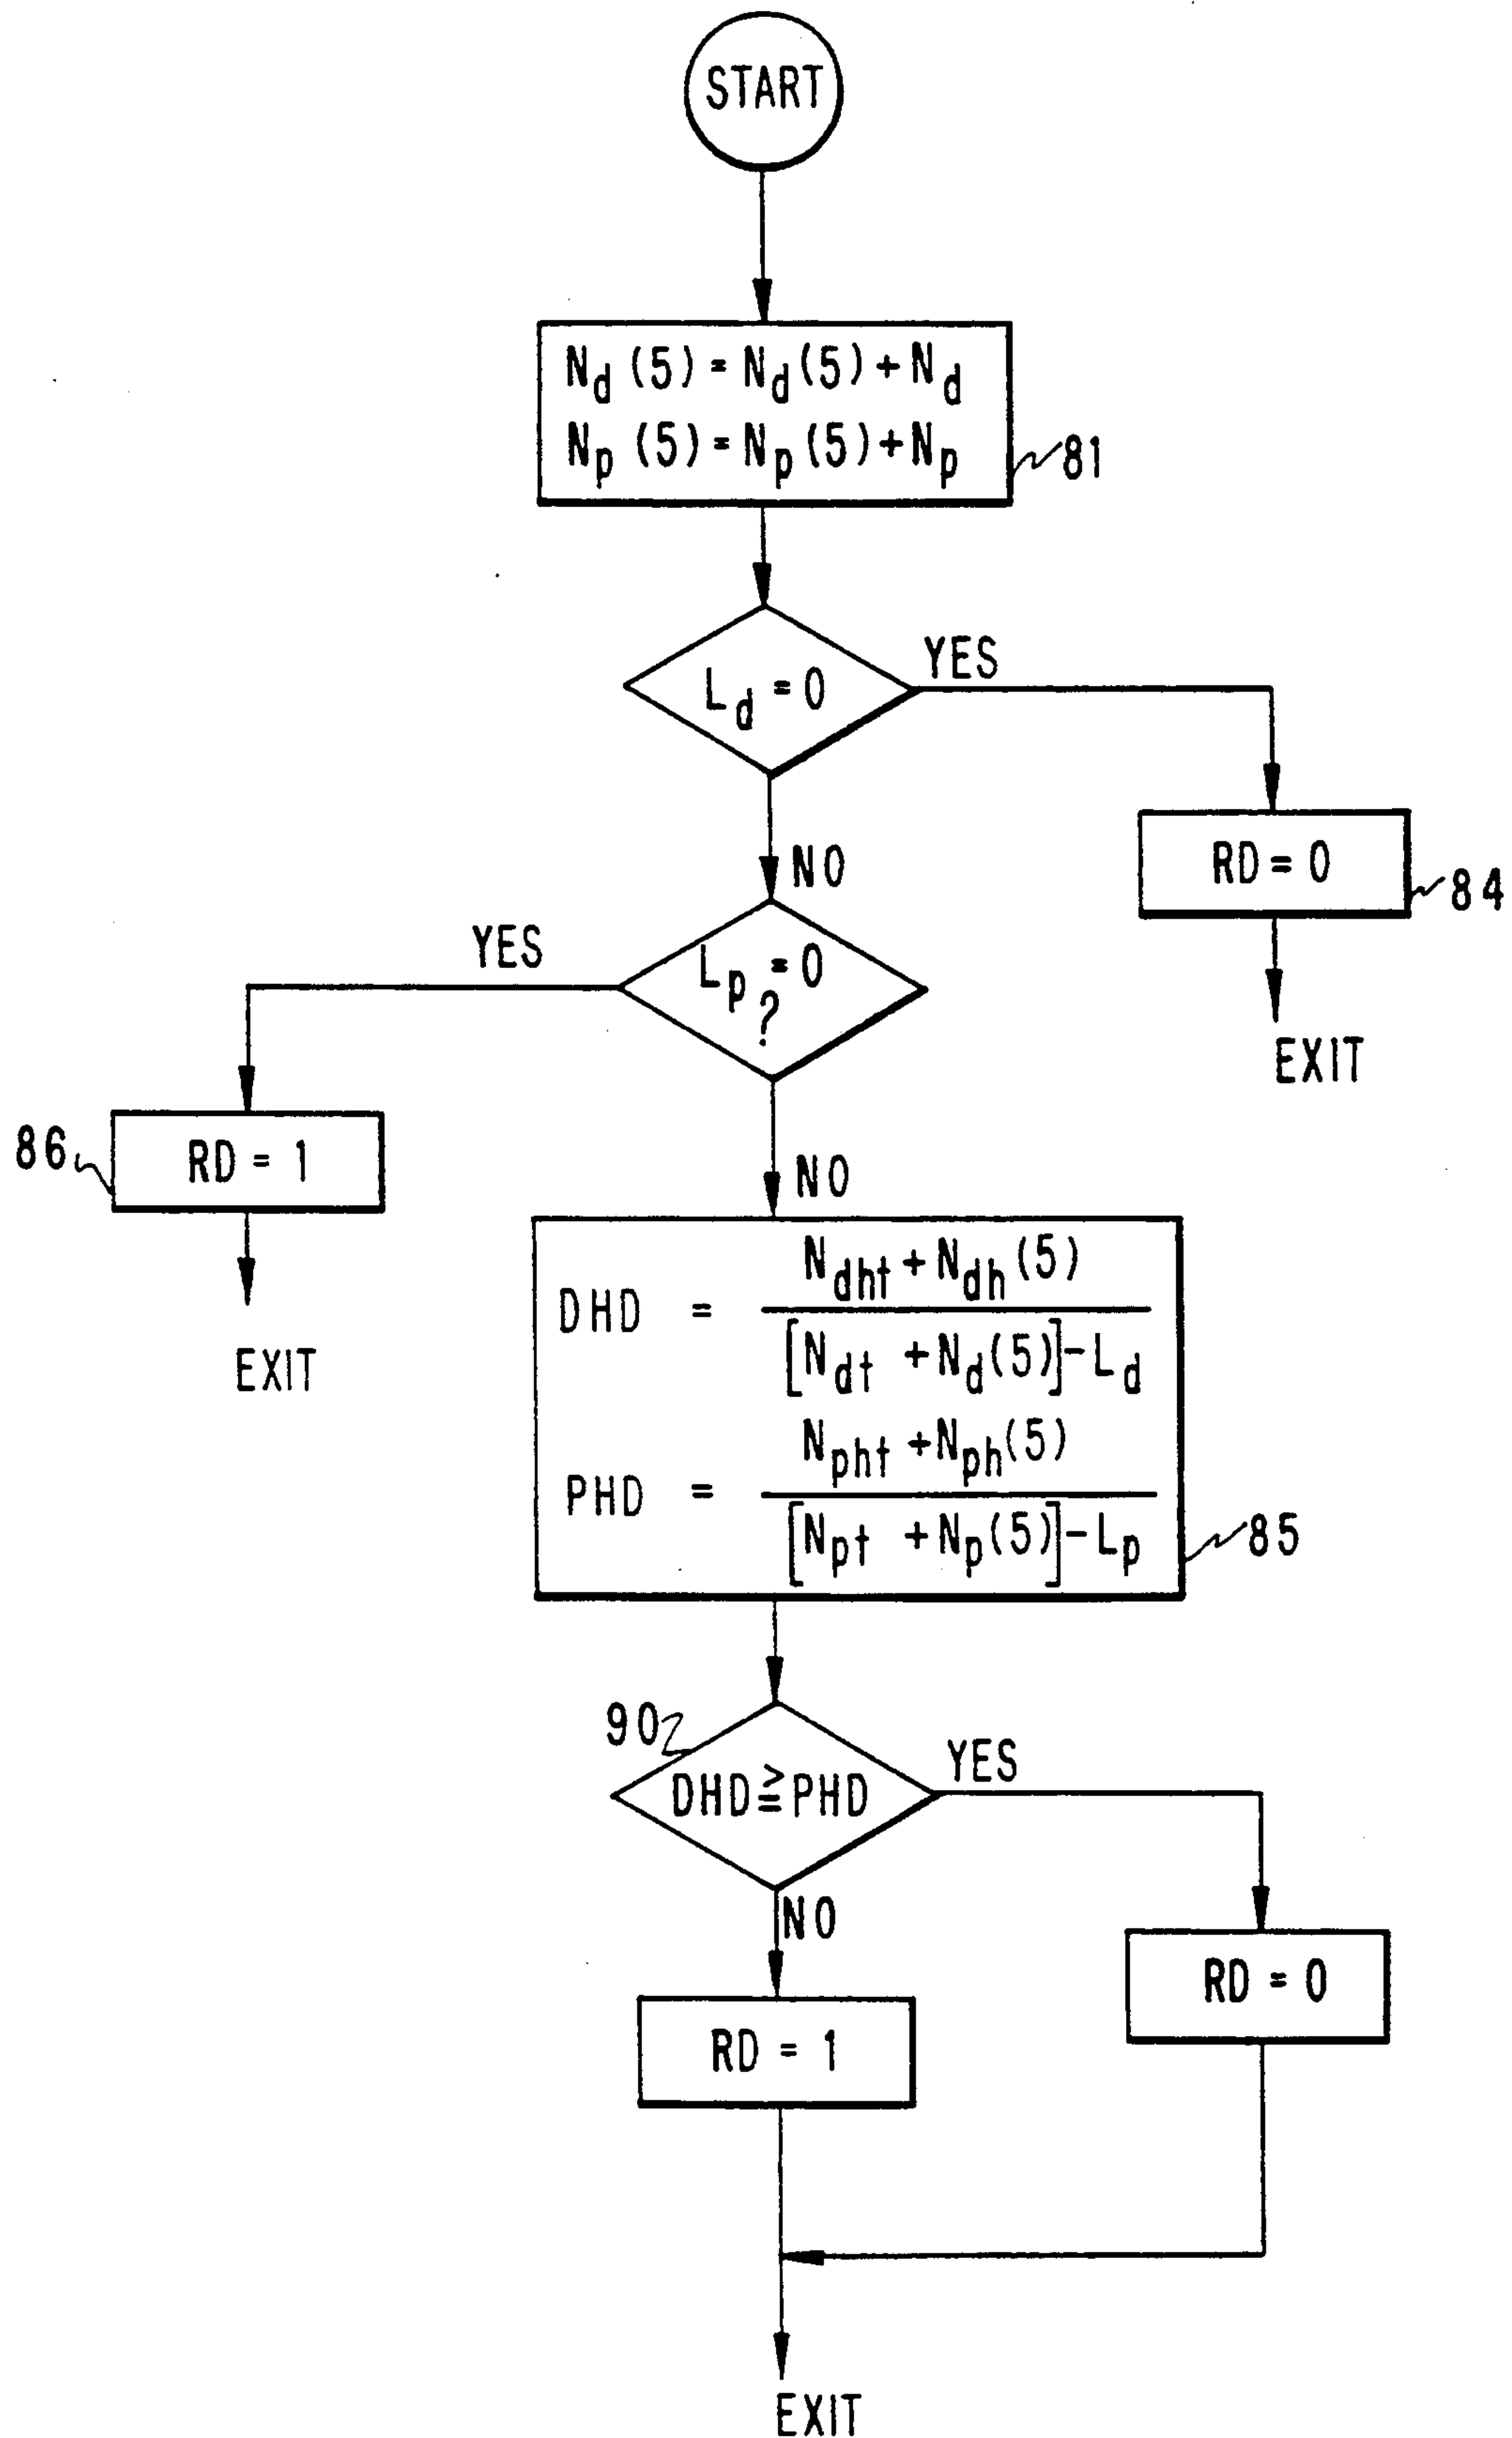 START
N_d (5) = N_d (5) + N_d
N_p (5) = N_p (5) + N_p
81
YES
L_d = 0
NO
RD = 0
84
EXIT
YES
L_p = 0
?
86
RD = 1
EXIT
NO
DHD = N_dht + N_dh (5)
[N_dt + N_d (5)] - L_d
PHD = N_pht + N_ph (5)
[N_pt + N_p (5)] - L_p
85
90
DHD ≧ PHD
YES
NO
RD = 0
RD = 1
EXIT